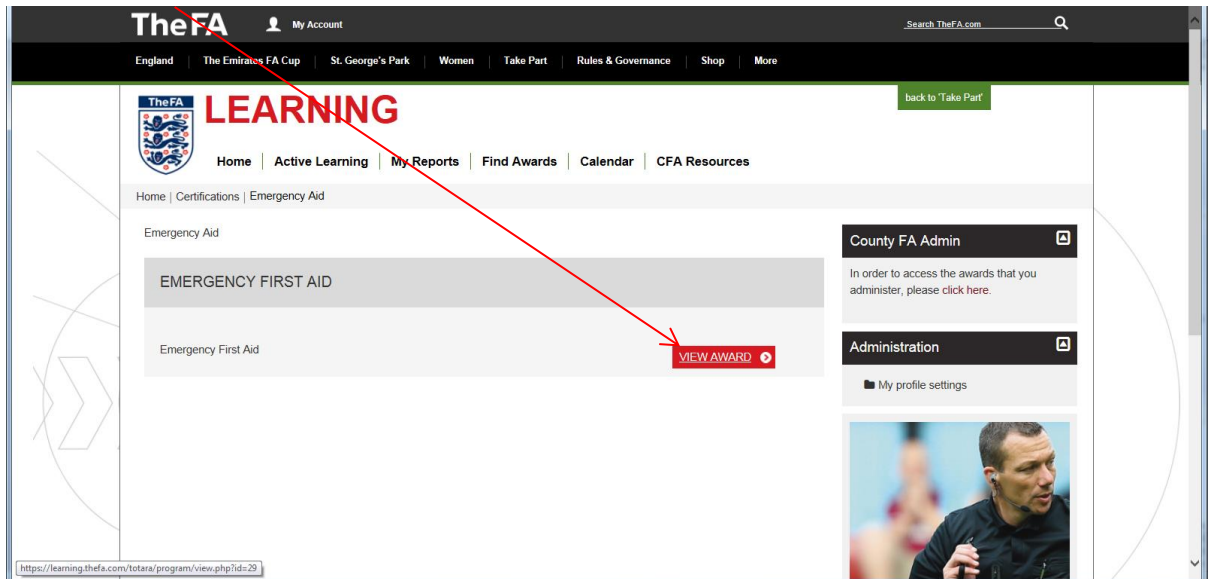 TheFA My Account Search TheFA.com
England The Emirates FA Cup St. George's Park Women Take Part Rules & Governance Shop More
back to 'Take Part'
TheFA LEARNING
Home Active Learning My Reports Find Awards Calendar CFA Resources
Home | Certifications | Emergency Aid
Emergency Aid
EMERGENCY FIRST AID
Emergency First Aid
VIEW AWARD
County FA Admin
In order to access the awards that you
administer, please click here.
Administration
My profile settings
https://learning.thefa.com/totara/program/view.php?id=29